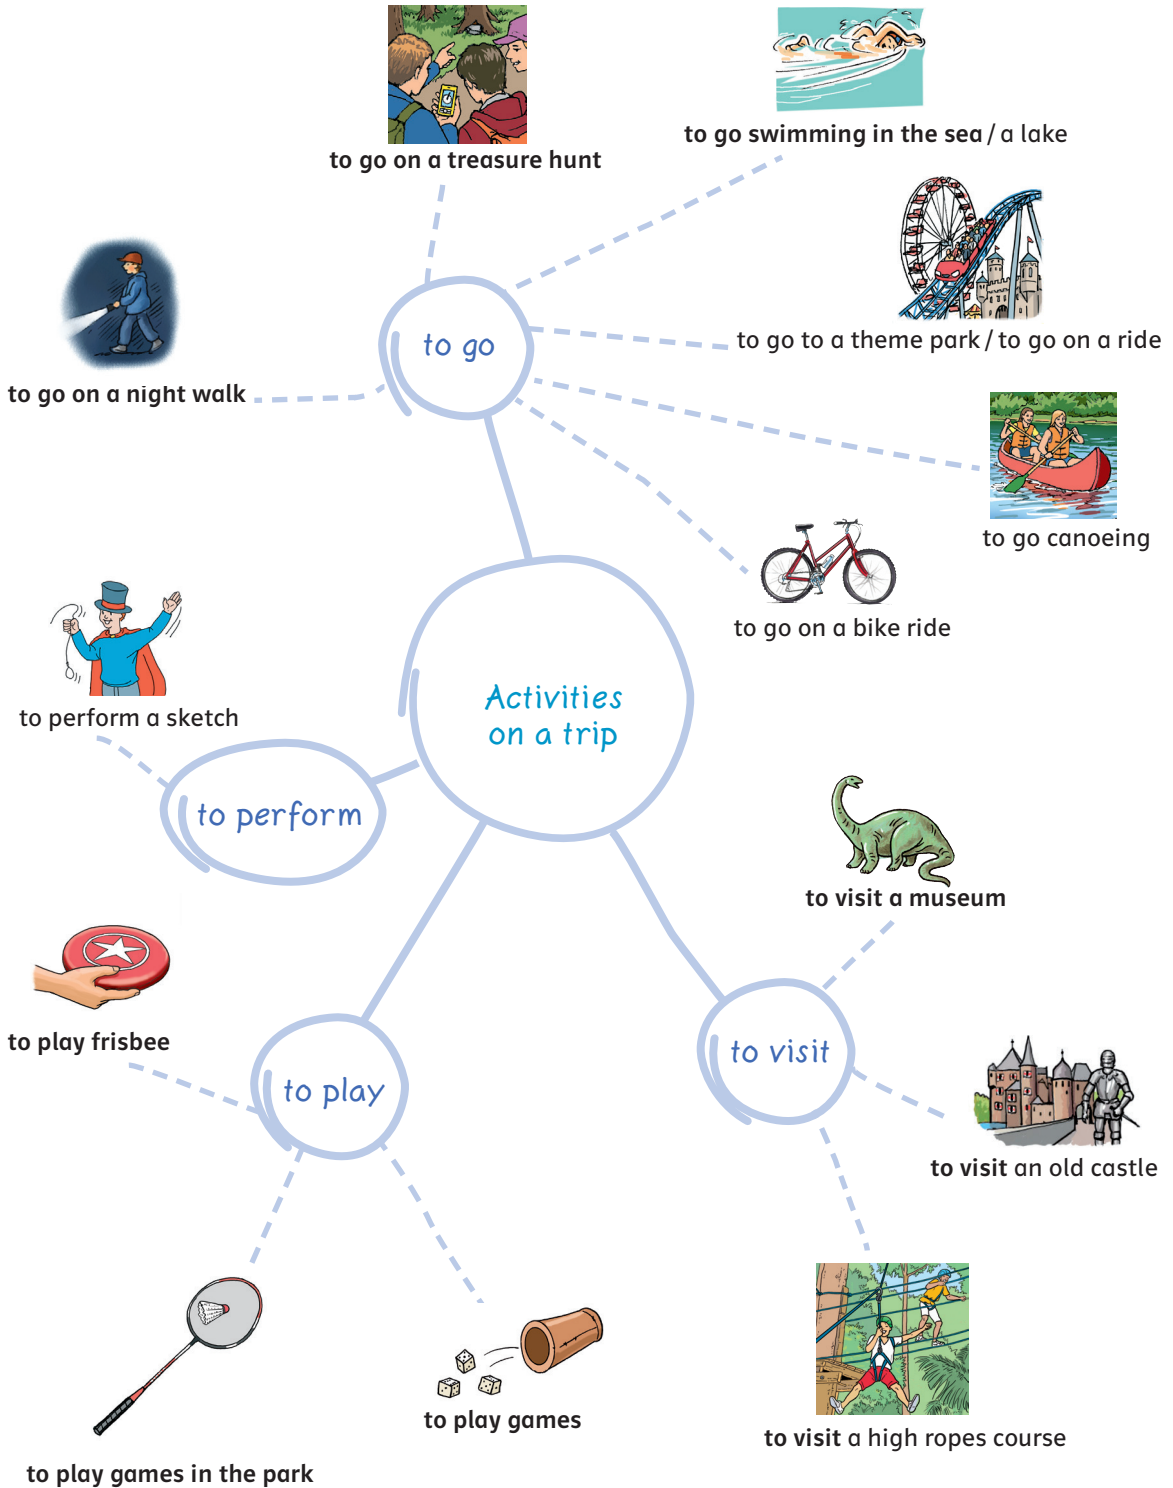 to go on a treasure hunt
to go swimming in the sea / a lake
to go to a theme park / to go on a ride
to go
to go on a night walk
to go canoeing
to go on a bike ride
Activities
on a trip
to perform a sketch
to perform
to visit a museum
to play frisbee
to visit
to play
to visit an old castle
to play games
to visit a high ropes course
to play games in the park